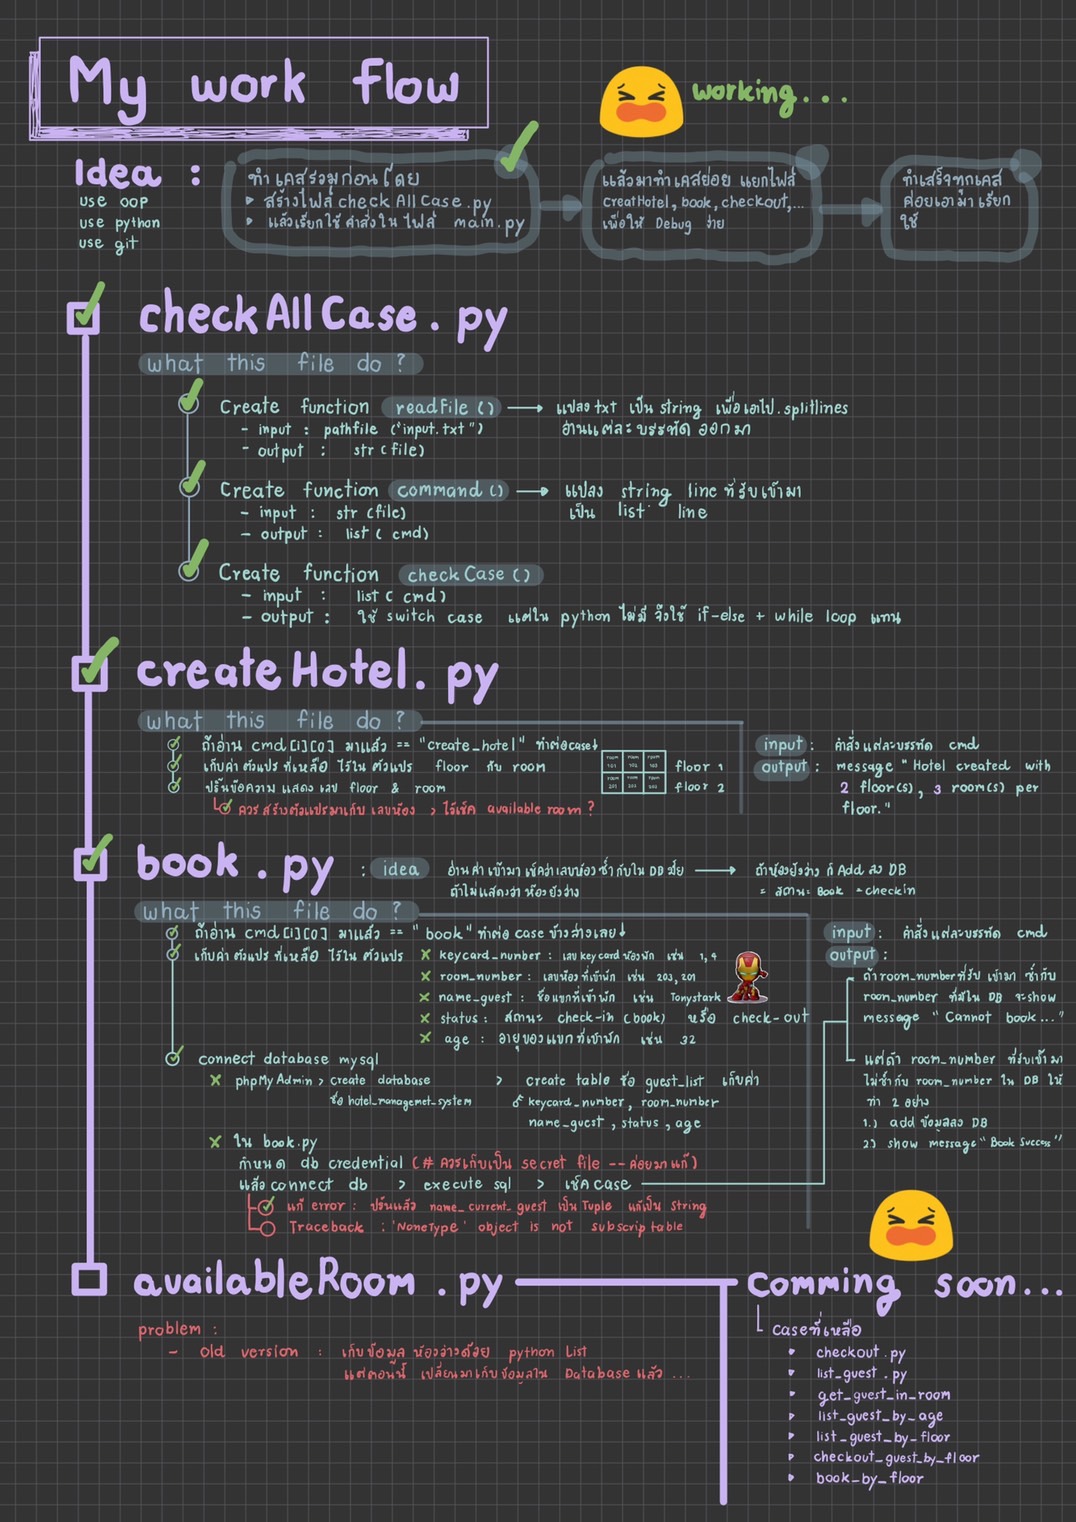 My work flow
working...
Idea :
use OOP
use python
use git
ทำเคสรวมก่อนโดย
▸ สร้างไฟล์ checkAllCase.py
▸ แล้วเรียกใช้คำสั่งในไฟล์ main.py
แล้วมาทำเคสย่อย แยกไฟล์
creatHotel, book, checkout,...
เพื่อให้ Debug ง่าย
ทำเสร็จทุกเคส
ค่อยเอามาเรียก
ใช้
checkAllCase.py
what this file do ?
Create function readFile () → แปลง txt เป็น string เพื่อเอาไป .splitlines
- input : pathfile ("input.txt") อ่านแต่ละบรรทัดออกมา
- output : str (file)
Create function command () → แปลง string line ที่รับเข้ามา
- input : str (file) เป็น list line
- output : list ( cmd)
Create function checkCase ()
- input : list ( cmd)
- output : ใช้ switch case แต่ใน python ไม่มี จึงใช้ if-else + while loop แทน
createHotel.py
what this file do ?
ถ้าอ่าน cmd[i][0] มาแล้ว == "create_hotel" ทำต่อ case↓
เก็บค่าตัวแปรที่เหลือไว้ในตัวแปร floor กับ room
ปริ้นข้อความ แสดงเลข floor & room
ควรสร้างตัวแปรมาเก็บเลขห้อง > ไว้เช็ค available room ?
room room room
101 102 103
room room room
201 202 203
floor 1
floor 2
input : คำสั่งแต่ละบรรทัด cmd
output : message "Hotel created with
2 floor(s), 3 room(s) per
floor."
book.py
: idea อ่านค่าเข้ามา เช็คว่าเลขห้องซ้ำกับใน DB มั้ย → ถ้าห้องยังว่าง ก็ Add ลง DB
ถ้าไม่แสดงว่าห้องยังว่าง = สถานะ Book = checkin
what this file do ?
ถ้าอ่าน cmd[i][0] มาแล้ว == "book" ทำต่อ case ข้างล่างเลย↓
เก็บค่าตัวแปรที่เหลือไว้ในตัวแปร
x keycard_number : เลข keycard ห้องพัก เช่น 1,4
x room_number : เลขห้องที่เข้าพัก เช่น 203,201
x name_guest : ชื่อแขกที่เข้าพัก เช่น Tonystark
x status : สถานะ check-in (book) หรือ check-out
x age : อายุของแขกที่เข้าพัก เช่น 32
connect database mysql
x phpMyAdmin > create database > create table ชื่อ guest_list เก็บค่า
ชื่อ hotel_managemet_system keycard_number, room_number
name_guest, status, age
x ใน book.py
กำหนด db credential (# ควรเก็บเป็น secret file -- ค่อยมาแก้)
แล้ว connect db > execute sql > เช็ค case
แก้ error : ปริ้นแล้ว name_current_guest เป็น Tuple แก้เป็น String
Traceback : 'NoneType' object is not subscriptable
input : คำสั่งแต่ละบรรทัด cmd
output :
ถ้า room_number ที่รับเข้ามา ซ้ำกับ
room_number ที่มีใน DB จะ show
message "Cannot book..."
แต่ถ้า room_number ที่รับเข้ามา
ไม่ซ้ำกับ room_number ใน DB ให้
ทำ 2 อย่าง
1.) add ข้อมูลลง DB
2.) show message "Book Success"
availableRoom.py
problem :
- old version : เก็บข้อมูลห้องว่างด้วย python List
แต่ตอนนี้ เปลี่ยนมาเก็บข้อมูลใน Database แล้ว ...
comming soon...
caseที่เหลือ
▸ checkout.py
▸ list_guest.py
▸ get_guest_in_room
▸ list_guest_by_age
▸ list_guest_by_floor
▸ checkout_guest_by_floor
▸ book_by_floor